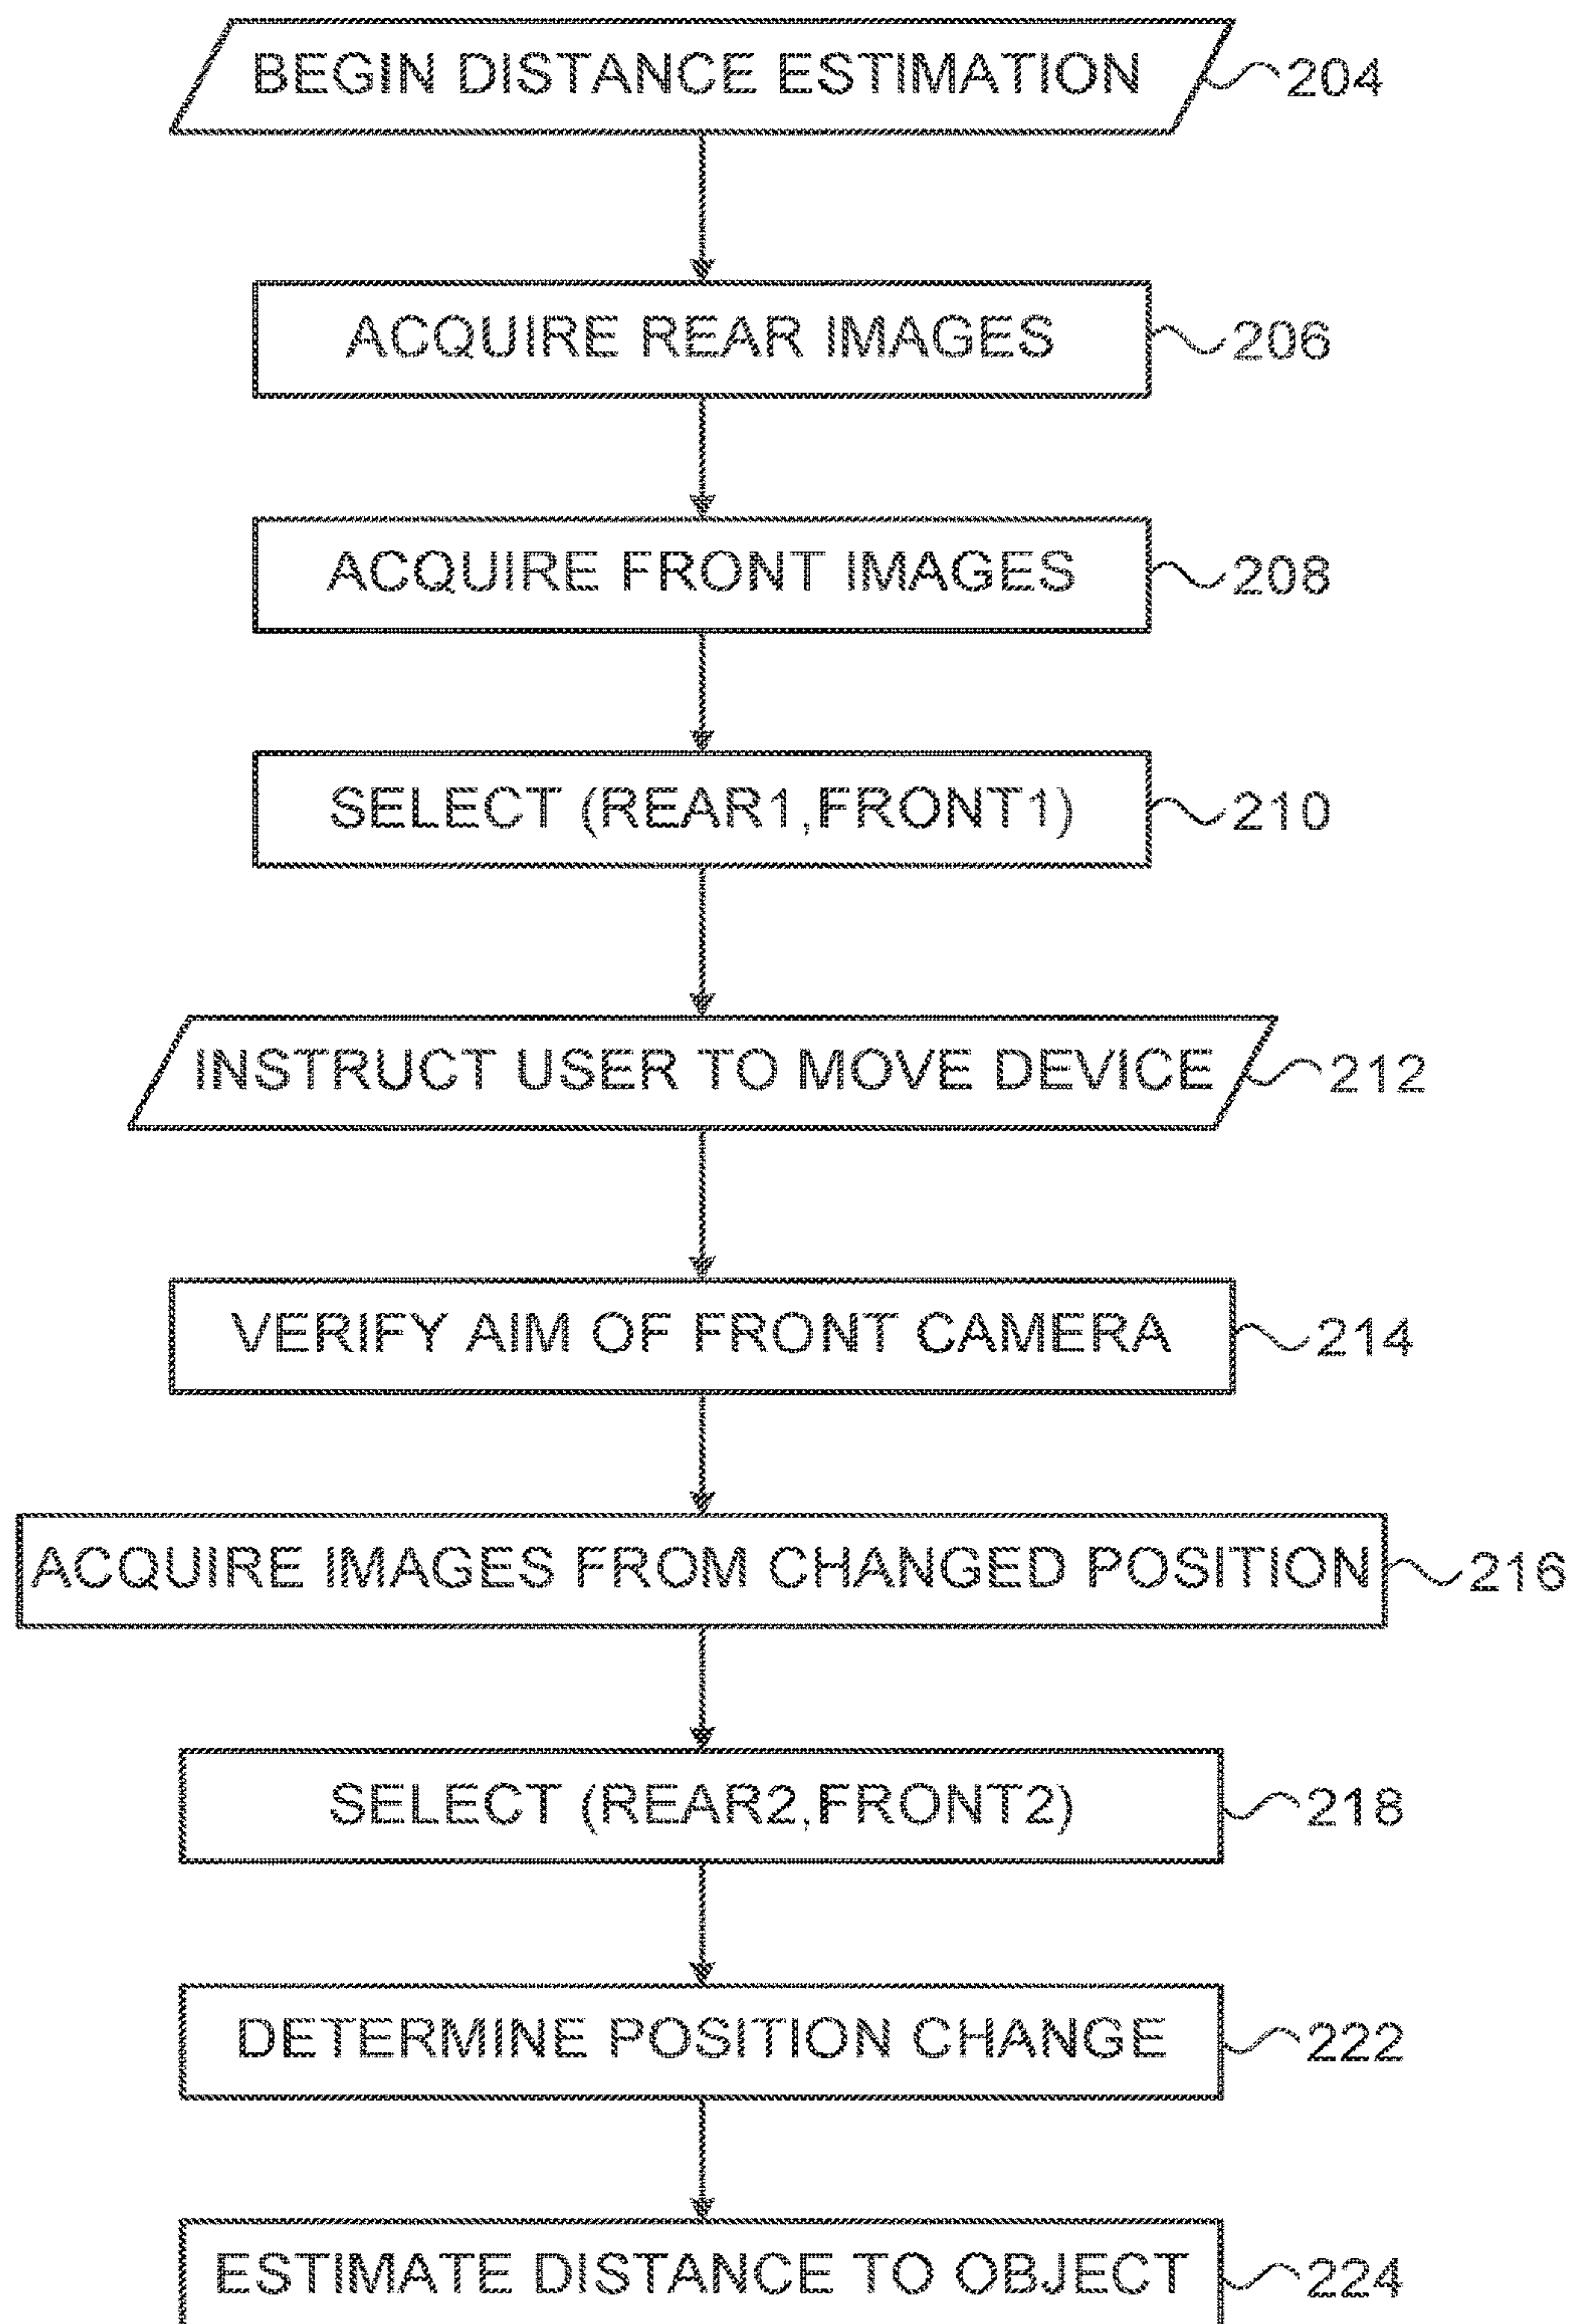 BEGIN DISTANCE ESTIMATION 204
ACQUIRE REAR IMAGES 206
ACQUIRE FRONT IMAGES 208
SELECT (REAR1,FRONT1) 210
INSTRUCT USER TO MOVE DEVICE 212
VERIFY AIM OF FRONT CAMERA 214
ACQUIRE IMAGES FROM CHANGED POSITION 216
SELECT (REAR2,FRONT2) 218
DETERMINE POSITION CHANGE 222
ESTIMATE DISTANCE TO OBJECT 224